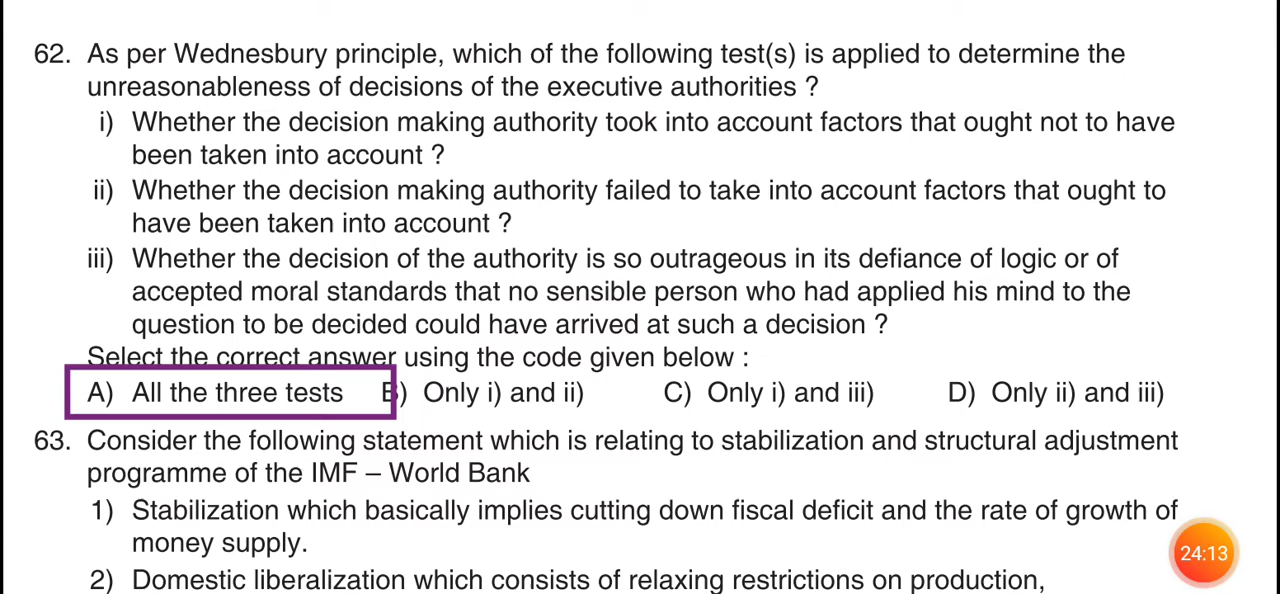 62. As per Wednesbury principle, which of the following test(s) is applied to determine the
unreasonableness of decisions of the executive authorities ?
i) Whether the decision making authority took into account factors that ought not to have
been taken into account ?
ii) Whether the decision making authority failed to take into account factors that ought to
have been taken into account ?
iii) Whether the decision of the authority is so outrageous in its defiance of logic or of
accepted moral standards that no sensible person who had applied his mind to the
question to be decided could have arrived at such a decision ?
Select the correct answer using the code given below :
A) All the three tests B) Only i) and ii) C) Only i) and iii) D) Only ii) and iii)
63. Consider the following statement which is relating to stabilization and structural adjustment
programme of the IMF – World Bank
1) Stabilization which basically implies cutting down fiscal deficit and the rate of growth of
money supply.
24:13
2) Domestic liberalization which consists of relaxing restrictions on production,